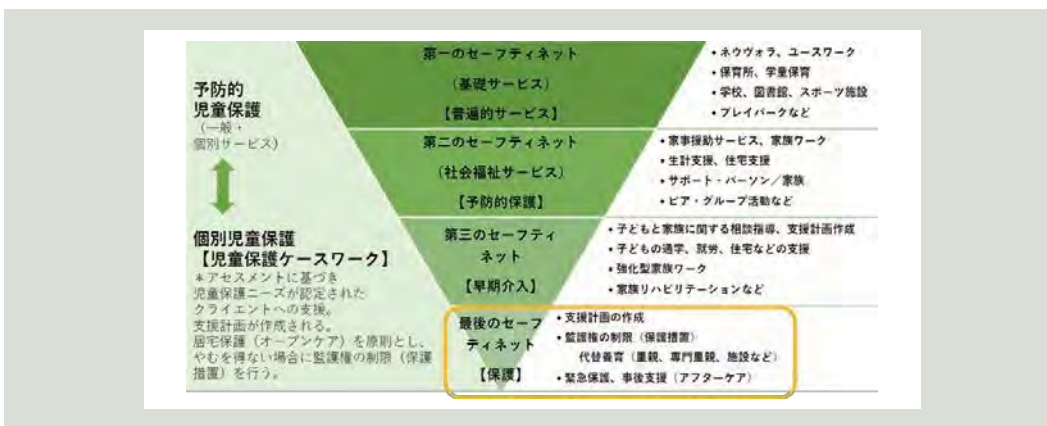 予防的
児童保護
（一般・
個別サービス）
個別児童保護
【児童保護ケースワーク】
＊アセスメントに基づき
児童保護ニーズが認定された
クライエントへの支援。
支援計画が作成される。
居宅保護（オープンケア）を原則とし、
やむを得ない場合に監護権の制限（保護
措置）を行う。
第一のセーフティネット
（基礎サービス）
【普遍的サービス】
・ネウヴォラ、ユースワーク
・保育所、学童保育
・学校、図書館、スポーツ施設
・プレイパークなど
第二のセーフティネット
（社会福祉サービス）
【予防的保護】
・家事援助サービス、家族ワーク
・生計支援、住宅支援
・サポート・パーソン／家族
・ピア・グループ活動など
第三のセーフティ
ネット
【早期介入】
・子どもと家族に関する相談指導、支援計画作成
・子どもの通学、就労、住宅などの支援
・強化型家族ワーク
・家族リハビリテーションなど
最後のセーフ
ティネット
【保護】
・支援計画の作成
・監護権の制限（保護措置）
代替養育（里親、専門里親、施設など）
・緊急保護、事後支援（アフターケア）